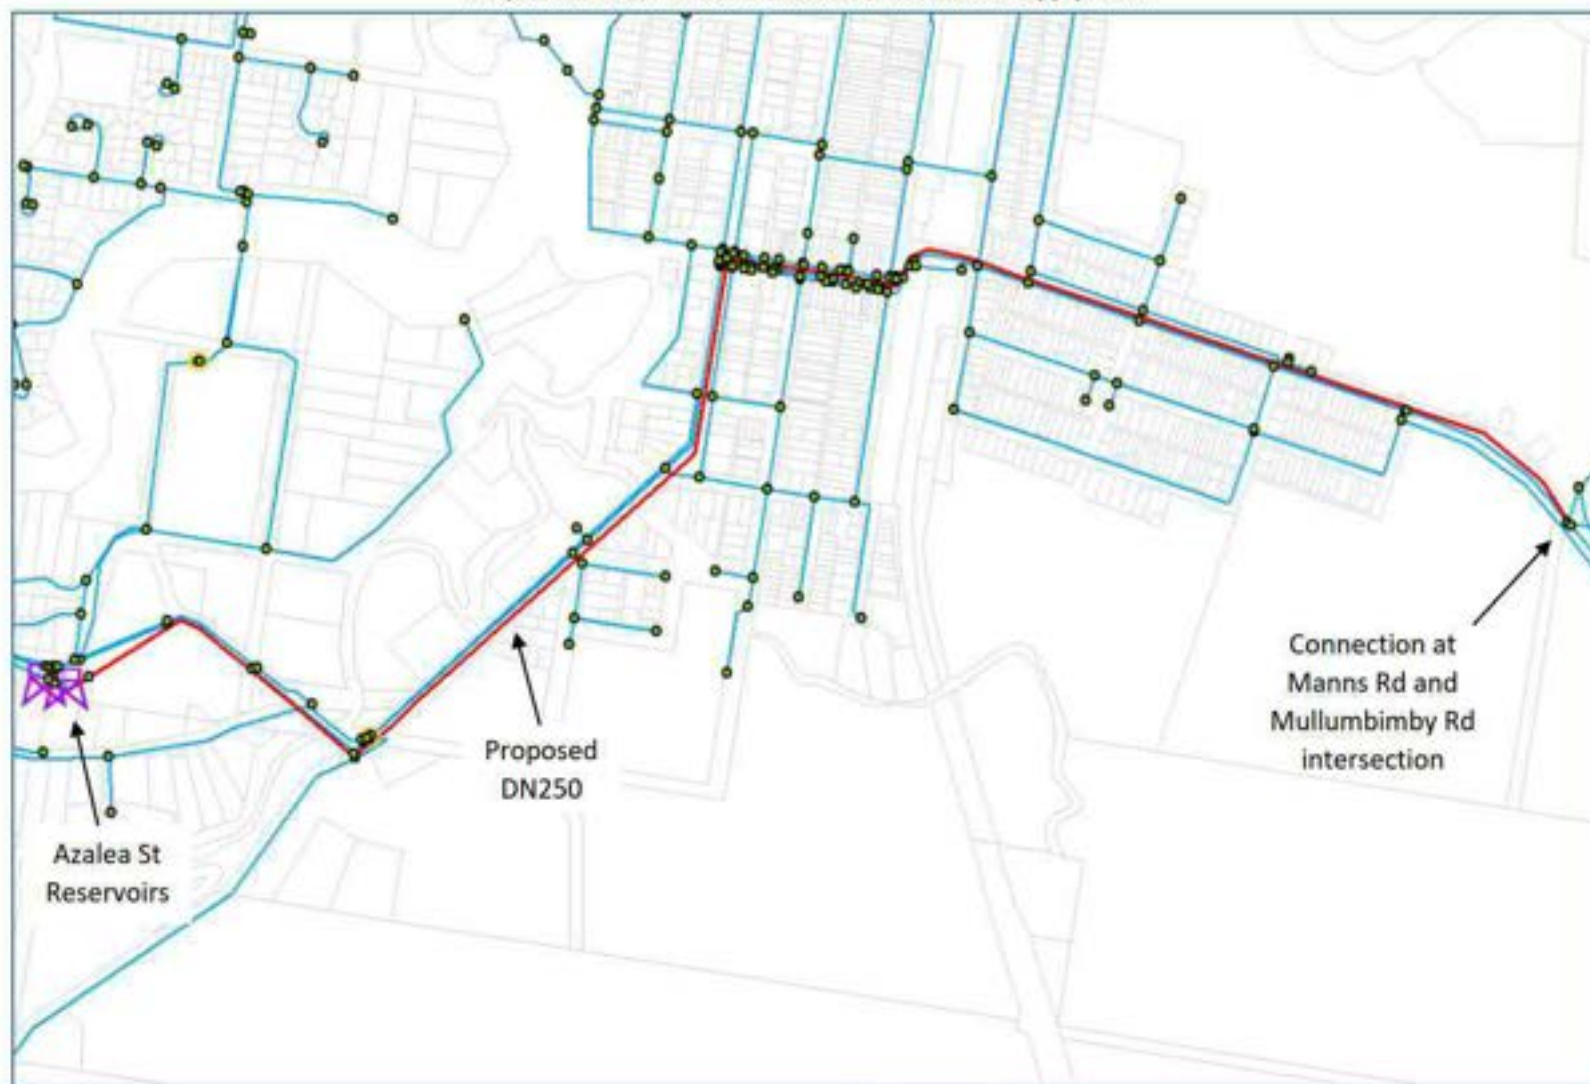 Proposed
DN250
Azalea St
Reservoirs
Connection at
Manns Rd and
Mullumbimby Rd
intersection